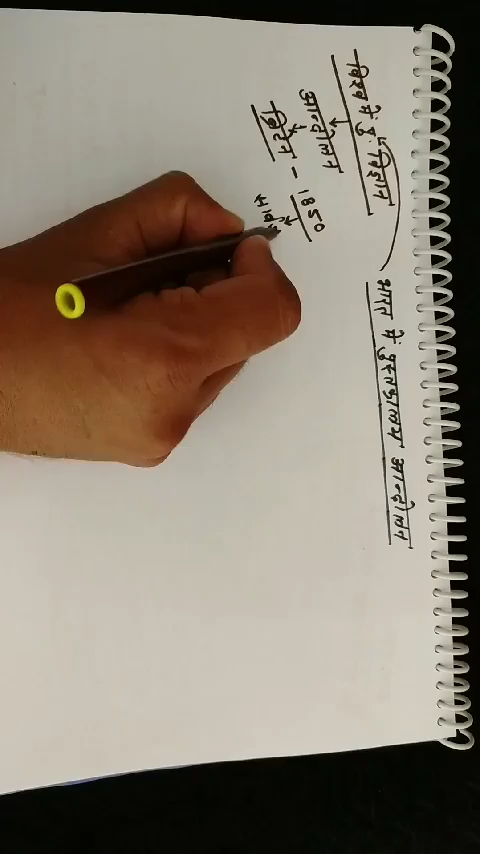 विश्व में पु. विज्ञान
भारत में पुस्तकालय आन्दोलन
आन्दोलन
ब्रिटेन - 1850